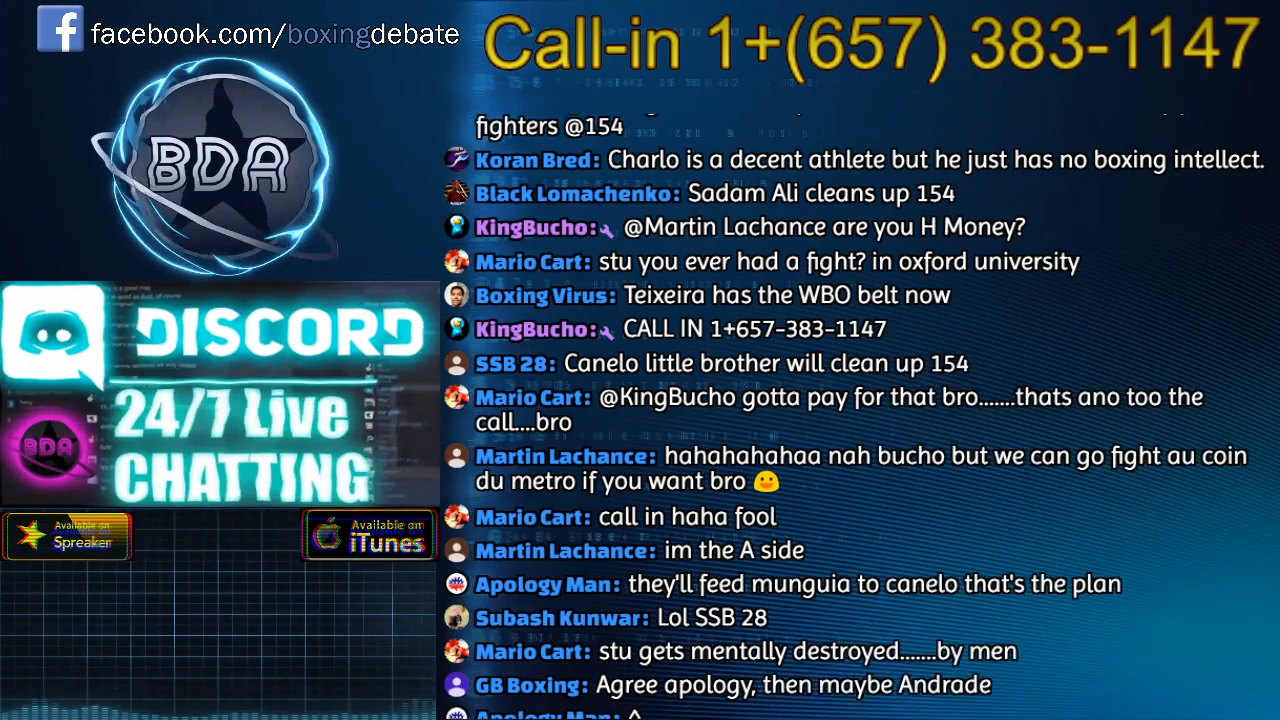 facebook.com/boxingdebate
Call-in 1+(657) 383-1147
BDA
fighters @154
Koran Bred: Charlo is a decent athlete but he just has no boxing intellect.
Black Lomachenko: Sadam Ali cleans up 154
KingBucho: @Martin Lachance are you H Money?
Mario Cart: stu you ever had a fight? in oxford university
Boxing Virus: Teixeira has the WBO belt now
KingBucho: CALL IN 1+657-383-1147
SSB 28: Canelo little brother will clean up 154
Mario Cart: @KingBucho gotta pay for that bro.......thats ano too the
call....bro
Martin Lachance: hahahahahaa nah bucho but we can go fight au coin
du metro if you want bro
Mario Cart: call in haha fool
Martin Lachance: im the A side
Apology Man: they'll feed munguia to canelo that's the plan
Subash Kunwar: Lol SSB 28
Mario Cart: stu gets mentally destroyed.......by men
GB Boxing: Agree apology, then maybe Andrade
Apology Man: ^
DISCORD
24/7 Live
CHATTING
BDA
Available on
Spreaker
Available on
iTunes